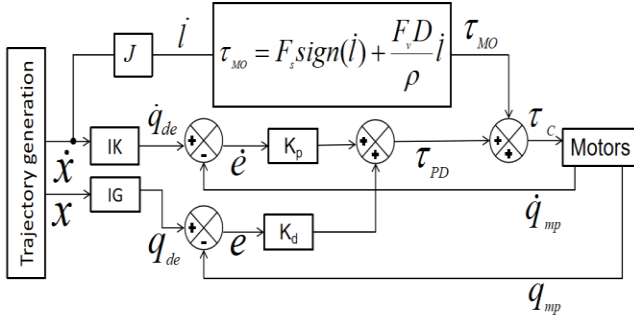 Trajectory generation
J
l̇
τ_MO = F_s sign(l̇) + (F_v D / ρ) l̇
τ_MO
ẋ
IK
q̇_de
+
-
ė
K_p
+
+
τ_PD
+
+
τ_C
Motors
q̇_mp
x
IG
q_de
+
-
e
K_d
q_mp